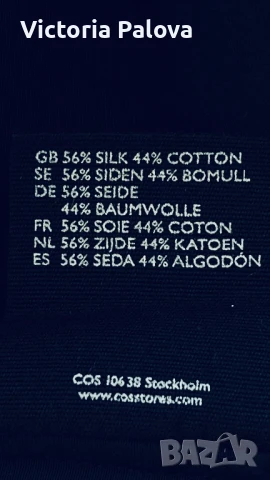 Victoria Palova
GB 56% SILK 44% COTTON
SE 56% SIDEN 44% BOMULL
DE 56% SEIDE
44% BAUMWOLLE
FR 56% SOIE 44% COTON
NL 56% ZIJDE 44% KATOEN
ES 56% SEDA 44% ALGODÓN
COS 106 38 Stockholm
www.cosstores.com
BAZAR